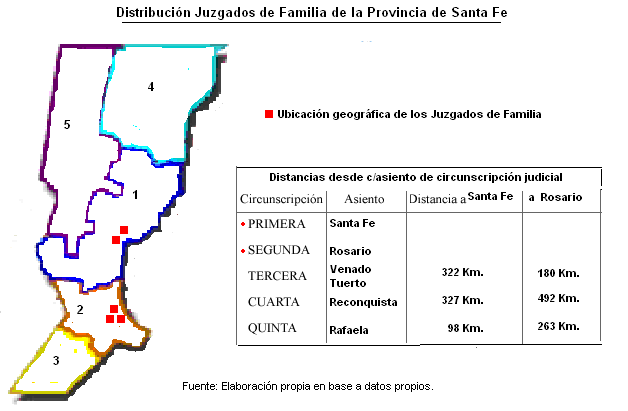 Distribución Juzgados de Familia de la Provincia de Santa Fe
4
5
1
2
3
Ubicación geográfica de los Juzgados de Familia
Distancias desde c/asiento de circunscripción judicial
Circunscripción Asiento Distancia a Santa Fe a Rosario
PRIMERA Santa Fe
SEGUNDA Rosario
TERCERA Venado Tuerto 322 Km. 180 Km.
CUARTA Reconquista 327 Km. 492 Km.
QUINTA Rafaela 98 Km. 263 Km.
Fuente: Elaboración propia en base a datos propios.